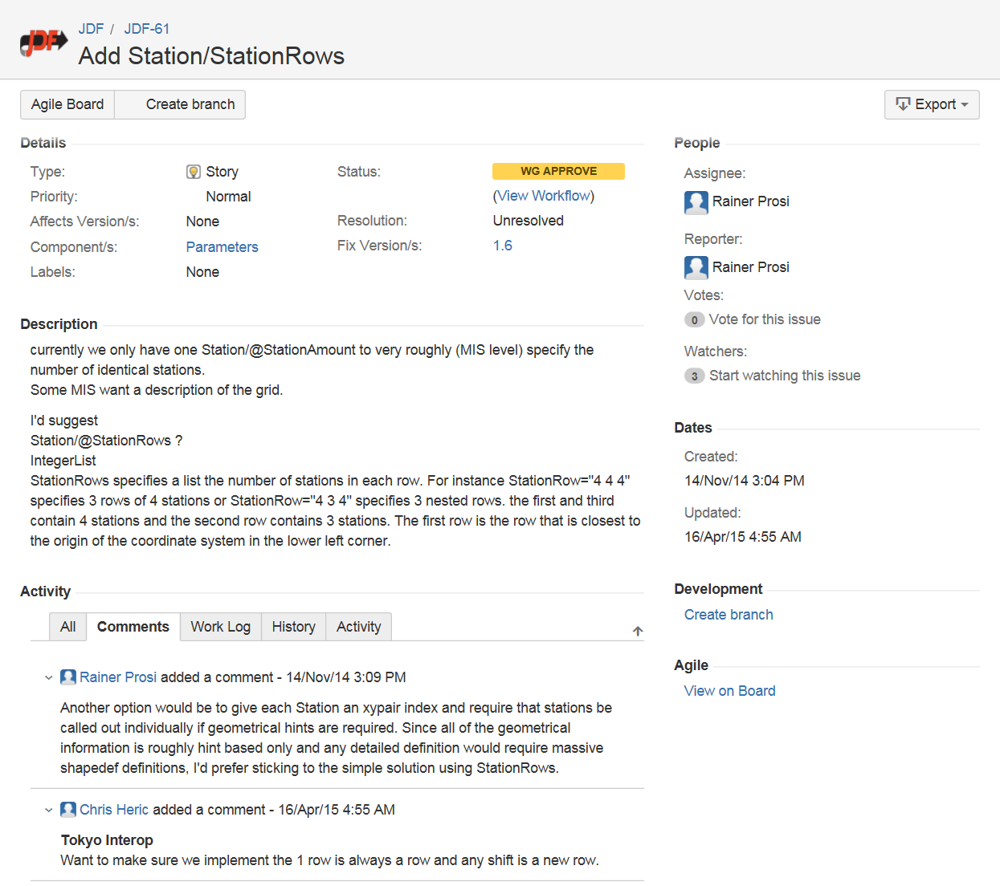 JDF
JDF / JDF-61
Add Station/StationRows
Agile Board Create branch Export
Details
Type: Story
Priority: Normal
Affects Version/s: None
Component/s: Parameters
Labels: None
Status: WG APPROVE
(View Workflow)
Resolution: Unresolved
Fix Version/s: 1.6
Description
currently we only have one Station/@StationAmount to very roughly (MIS level) specify the
number of identical stations.
Some MIS want a description of the grid.
I'd suggest
Station/@StationRows ?
IntegerList
StationRows specifies a list the number of stations in each row. For instance StationRow="4 4 4"
specifies 3 rows of 4 stations or StationRow="4 3 4" specifies 3 nested rows. the first and third
contain 4 stations and the second row contains 3 stations. The first row is the row that is closest to
the origin of the coordinate system in the lower left corner.
Activity
All Comments Work Log History Activity
Rainer Prosi added a comment - 14/Nov/14 3:09 PM
Another option would be to give each Station an xypair index and require that stations be
called out individually if geometrical hints are required. Since all of the geometrical
information is roughly hint based only and any detailed definition would require massive
shapedef definitions, I'd prefer sticking to the simple solution using StationRows.
Chris Heric added a comment - 16/Apr/15 4:55 AM
Tokyo Interop
Want to make sure we implement the 1 row is always a row and any shift is a new row.
People
Assignee:
Rainer Prosi
Reporter:
Rainer Prosi
Votes:
0 Vote for this issue
Watchers:
3 Start watching this issue
Dates
Created:
14/Nov/14 3:04 PM
Updated:
16/Apr/15 4:55 AM
Development
Create branch
Agile
View on Board